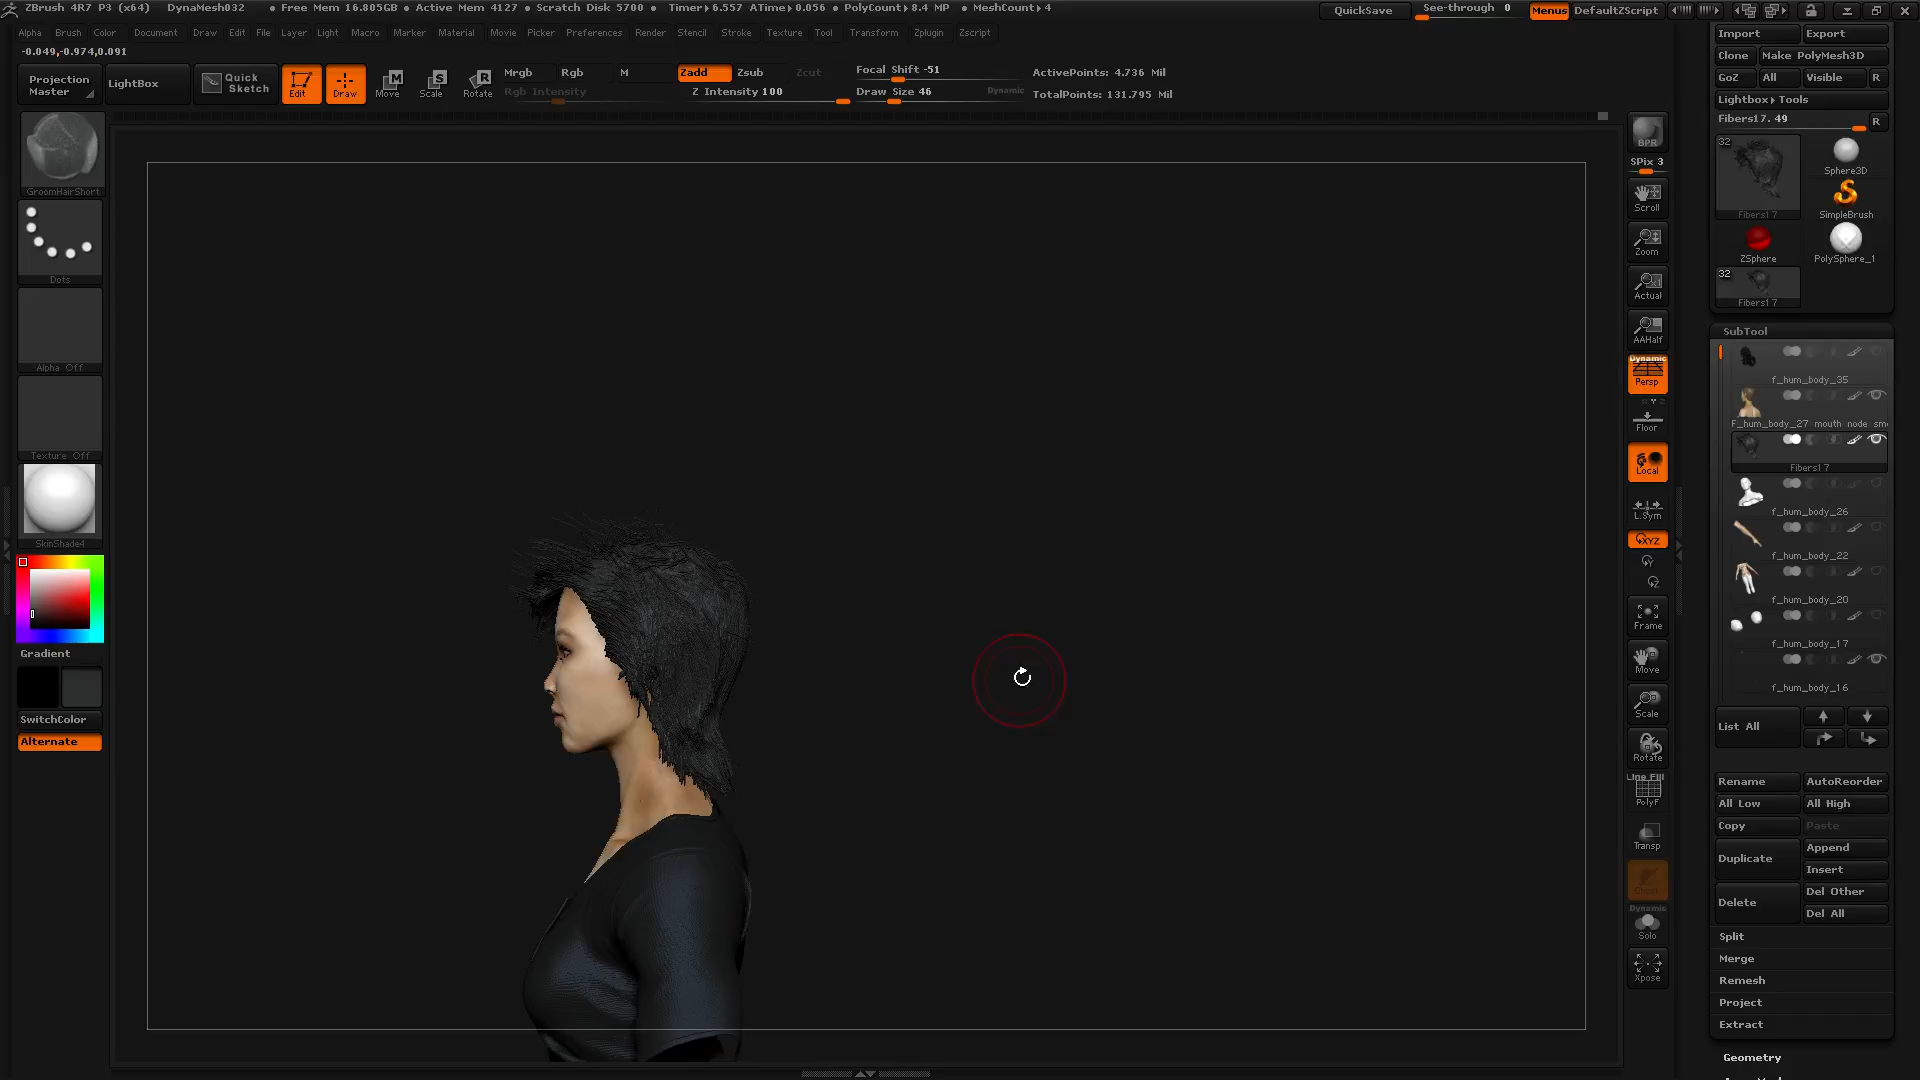 ZBrush 4R7 P3 (x64) DynaMesh032 ● Free Mem 16.805GB ● Active Mem 4127 ● Scratch Disk 5700 ● Timer▸6.557 ATime▸0.056 ● PolyCount▸8.4 MP ● MeshCount▸4
QuickSave See-through 0 Menus DefaultZScript
Alpha Brush Color Document Draw Edit File Layer Light Macro Marker Material Movie Picker Preferences Render Stencil Stroke Texture Tool Transform Zplugin Zscript
-0.049,-0.974,0.091
Projection Master
LightBox
Quick Sketch
Edit
Draw
Move
Scale
Rotate
Mrgb Rgb M
Rgb Intensity
Zadd Zsub Zcut
Z Intensity 100
Focal Shift -51
Draw Size 46
Dynamic
ActivePoints: 4.736 Mil
TotalPoints: 131.795 Mil
GroomHairShort
Dots
Alpha Off
Texture Off
SkinShade4
Gradient
SwitchColor
Alternate
BPR
SPix 3
Scroll
Zoom
Actual
AAHalf
Dynamic
Persp
Floor
Local
L.Sym
XYZ
Frame
Move
Scale
Rotate
Line Fill
PolyF
Transp
Ghost
Dynamic
Solo
Xpose
Import Export
Clone Make PolyMesh3D
GoZ All Visible R
Lightbox▸Tools
Fibers17. 49 R
32
Fibers17
Sphere3D
SimpleBrush
ZSphere
PolySphere_1
32
Fibers17
SubTool
f_hum_body_35
F_hum_body_27_mouth_node_smo
Fibers17
f_hum_body_26
f_hum_body_22
f_hum_body_20
f_hum_body_17
f_hum_body_16
List All
Rename AutoReorder
All Low All High
Copy Paste
Duplicate Append
Insert
Delete Del Other
Del All
Split
Merge
Remesh
Project
Extract
Geometry